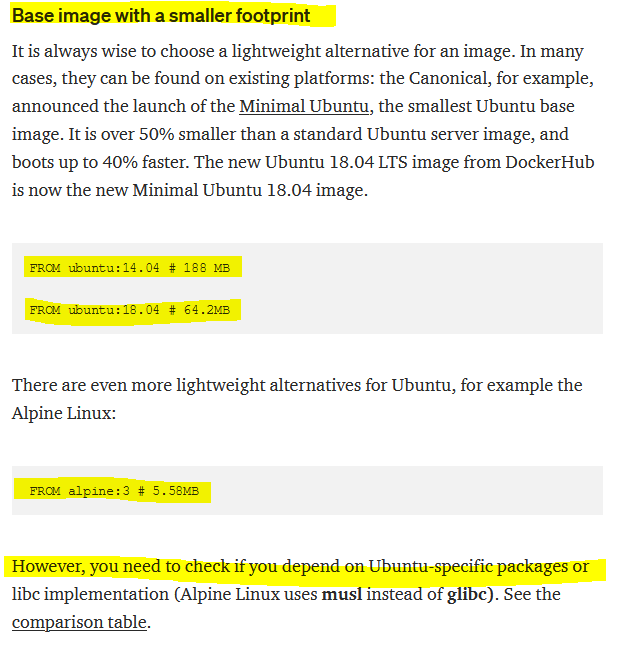 Base image with a smaller footprint
It is always wise to choose a lightweight alternative for an image. In many
cases, they can be found on existing platforms: the Canonical, for example,
announced the launch of the Minimal Ubuntu, the smallest Ubuntu base
image. It is over 50% smaller than a standard Ubuntu server image, and
boots up to 40% faster. The new Ubuntu 18.04 LTS image from DockerHub
is now the new Minimal Ubuntu 18.04 image.
FROM ubuntu:14.04 # 188 MB
FROM ubuntu:18.04 # 64.2MB
There are even more lightweight alternatives for Ubuntu, for example the
Alpine Linux:
FROM alpine:3 # 5.58MB
However, you need to check if you depend on Ubuntu-specific packages or
libc implementation (Alpine Linux uses musl instead of glibc). See the
comparison table.